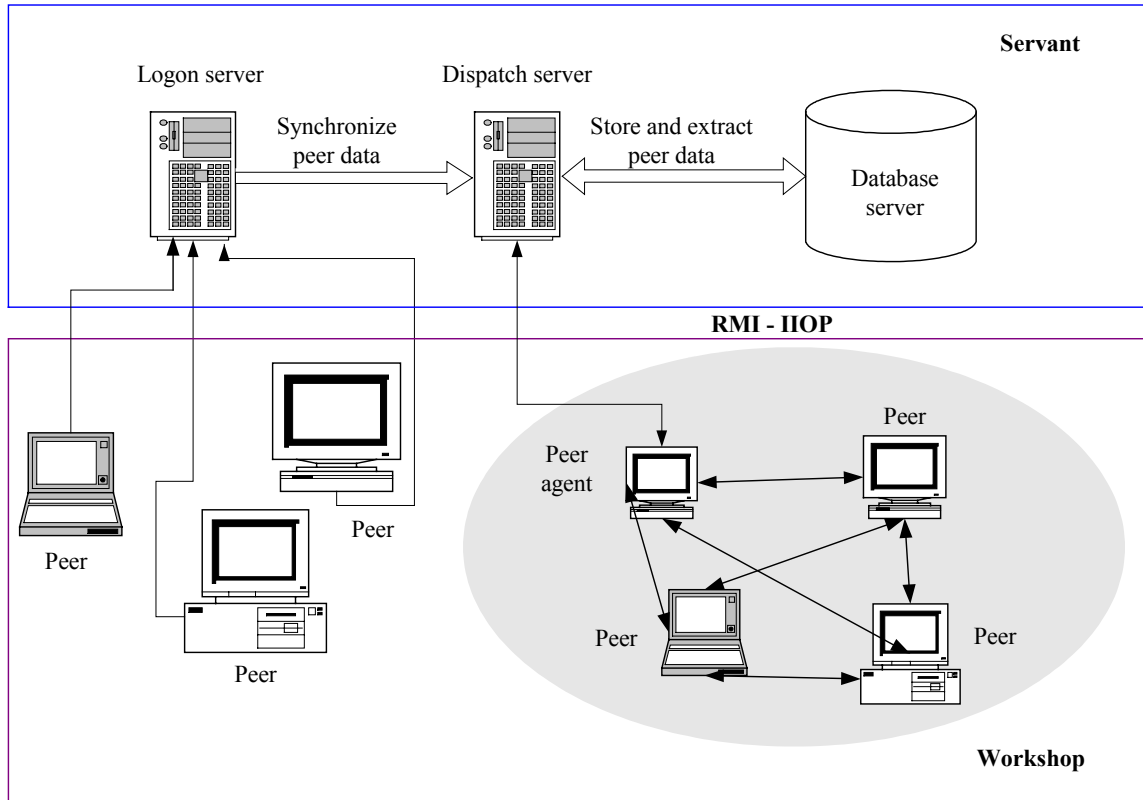 Servant
Logon server
Dispatch server
Synchronize
peer data
Store and extract
peer data
Database
server
RMI - IIOP
Peer
Peer
Peer
Peer
agent
Peer
Peer
Peer
Workshop